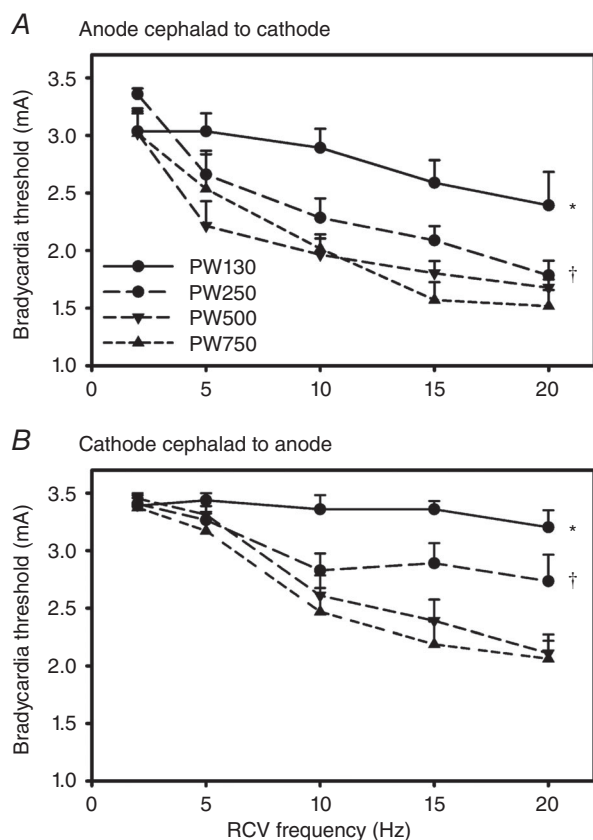 A Anode cephalad to cathode
Bradycardia threshold (mA)
3.5
3.0
2.5
2.0
1.5
1.0
PW130
PW250
PW500
PW750
*
†
0 5 10 15 20
B Cathode cephalad to anode
Bradycardia threshold (mA)
3.5
3.0
2.5
2.0
1.5
1.0
*
†
0 5 10 15 20
RCV frequency (Hz)